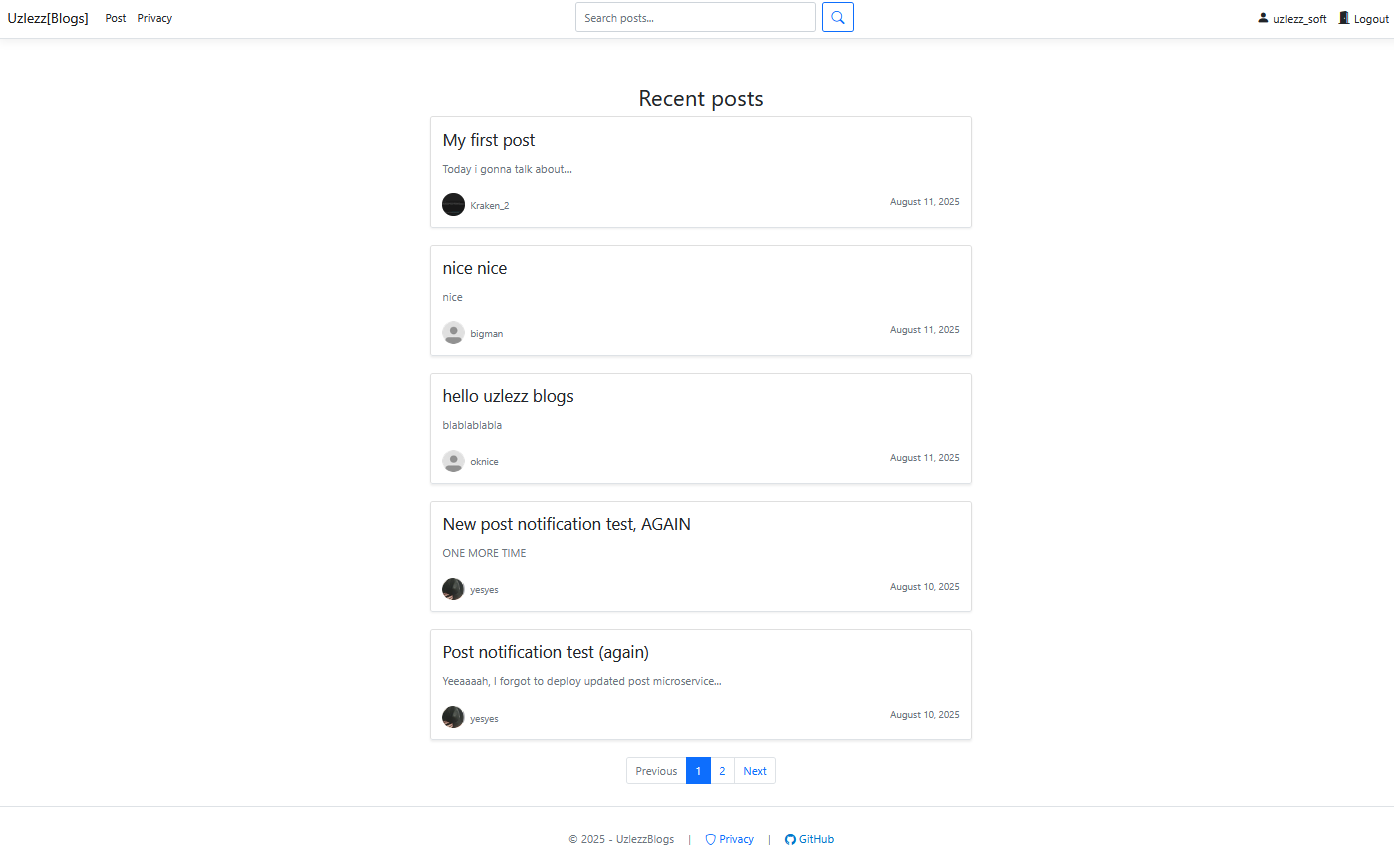 Uzlezz[Blogs] Post Privacy Search posts... uzlezz_soft Logout
Recent posts
My first post
Today i gonna talk about...
Kraken_2 August 11, 2025
nice nice
nice
bigman August 11, 2025
hello uzlezz blogs
blablablabla
oknice August 11, 2025
New post notification test, AGAIN
ONE MORE TIME
yesyes August 10, 2025
Post notification test (again)
Yeeaaaah, I forgot to deploy updated post microservice...
yesyes August 10, 2025
Previous 1 2 Next
© 2025 - UzlezzBlogs | Privacy | GitHub